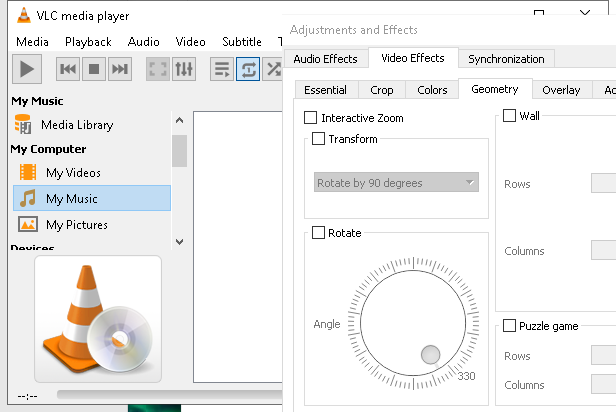 VLC media player
Media Playback Audio Video Subtitle T
My Music
Media Library
My Computer
My Videos
My Music
My Pictures
Devices
--:--
Adjustments and Effects
Audio Effects Video Effects Synchronization
Essential Crop Colors Geometry Overlay
Interactive Zoom
Transform
Rotate by 90 degrees
Rotate
Angle
330
Wall
Rows
Columns
Puzzle game
Rows
Columns